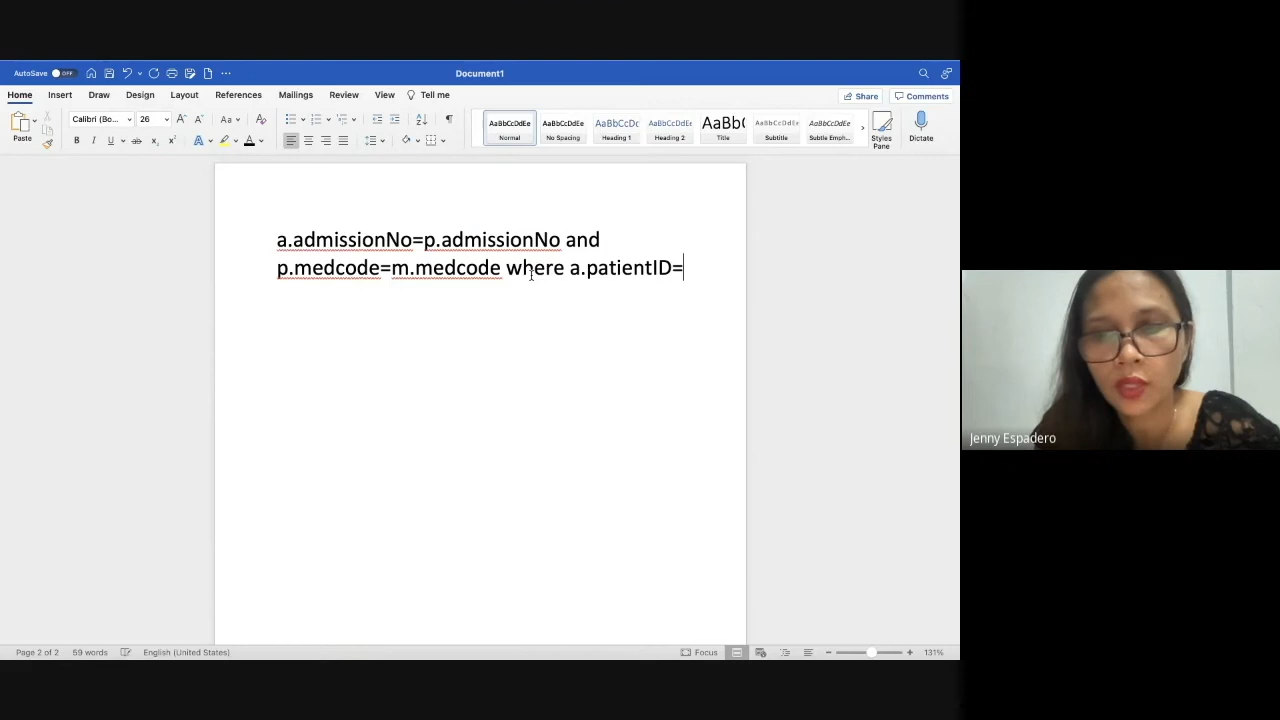 AutoSave OFF Document1
Home Insert Draw Design Layout References Mailings Review View Tell me Share Comments
Paste Calibri (Bo... 26 Aa AaBbCcDdEe AaBbCcDdEe AaBbCcDc AaBbCcDdEe AaBb( AaBbCcDdEe AaBbCcDdEe
Normal No Spacing Heading 1 Heading 2 Title Subtitle Subtle Emph... Styles Pane Dictate
a.admissionNo=p.admissionNo and
p.medcode=m.medcode where a.patientID=
Jenny Espadero
Page 2 of 2 59 words English (United States) Focus 131%